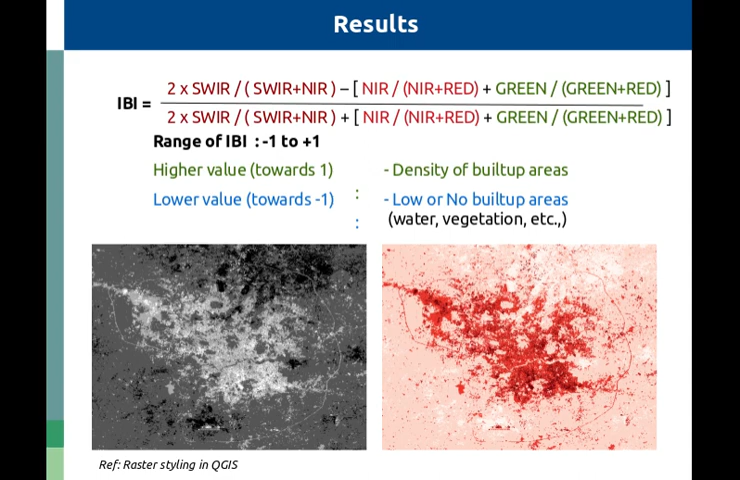 Results
IBI = 2 x SWIR / ( SWIR+NIR ) – [ NIR / (NIR+RED) + GREEN / (GREEN+RED) ]
2 x SWIR / ( SWIR+NIR ) + [ NIR / (NIR+RED) + GREEN / (GREEN+RED) ]
Range of IBI : -1 to +1
Higher value (towards 1) : - Density of builtup areas
Lower value (towards -1) : - Low or No builtup areas
(water, vegetation, etc.,)
Ref: Raster styling in QGIS